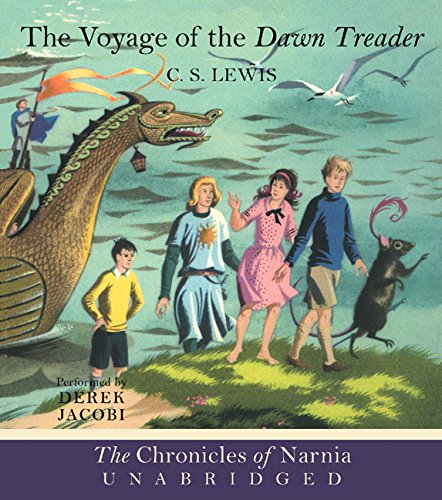 The Voyage of the Dawn Treader
C. S. LEWIS
Performed by
DEREK
JACOBI
The Chronicles of Narnia
UNABRIDGED